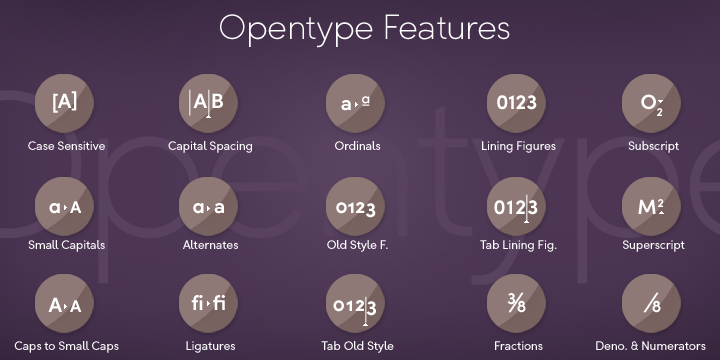 Opentype Features
[A] A B a a 0123 O2
Case Sensitive Capital Spacing Ordinals Lining Figures Subscript
a A a a 0123 0123 M2
Small Capitals Alternates Old Style F. Tab Lining Fig. Superscript
A A fi fi 0123 3/8 /8
Caps to Small Caps Ligatures Tab Old Style Fractions Deno. & Numerators
Opentype